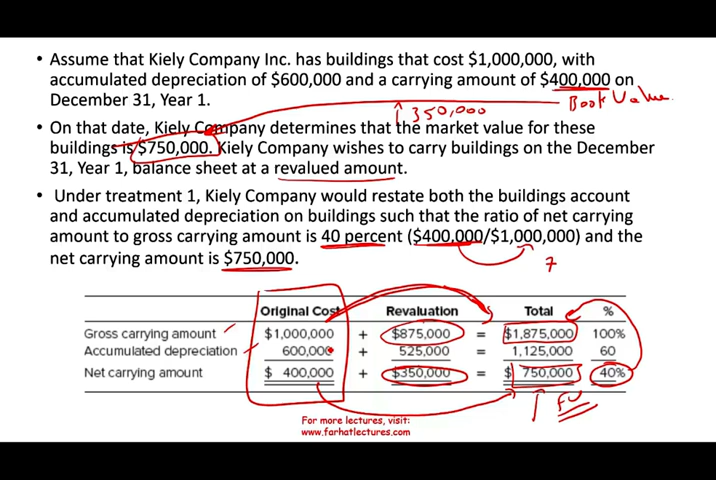 • Assume that Kiely Company Inc. has buildings that cost $1,000,000, with
accumulated depreciation of $600,000 and a carrying amount of $400,000 on
December 31, Year 1.
Book Value
350,000
• On that date, Kiely Company determines that the market value for these
buildings is $750,000. Kiely Company wishes to carry buildings on the December
31, Year 1, balance sheet at a revalued amount.
• Under treatment 1, Kiely Company would restate both the buildings account
and accumulated depreciation on buildings such that the ratio of net carrying
amount to gross carrying amount is 40 percent ($400,000/$1,000,000) and the
net carrying amount is $750,000.
7
Original Cost Revaluation Total %
Gross carrying amount $1,000,000 + $875,000 = $1,875,000 100%
Accumulated depreciation 600,000 + 525,000 = 1,125,000 60
Net carrying amount $ 400,000 + $350,000 = $ 750,000 40%
FV
For more lectures, visit:
www.farhatlectures.com